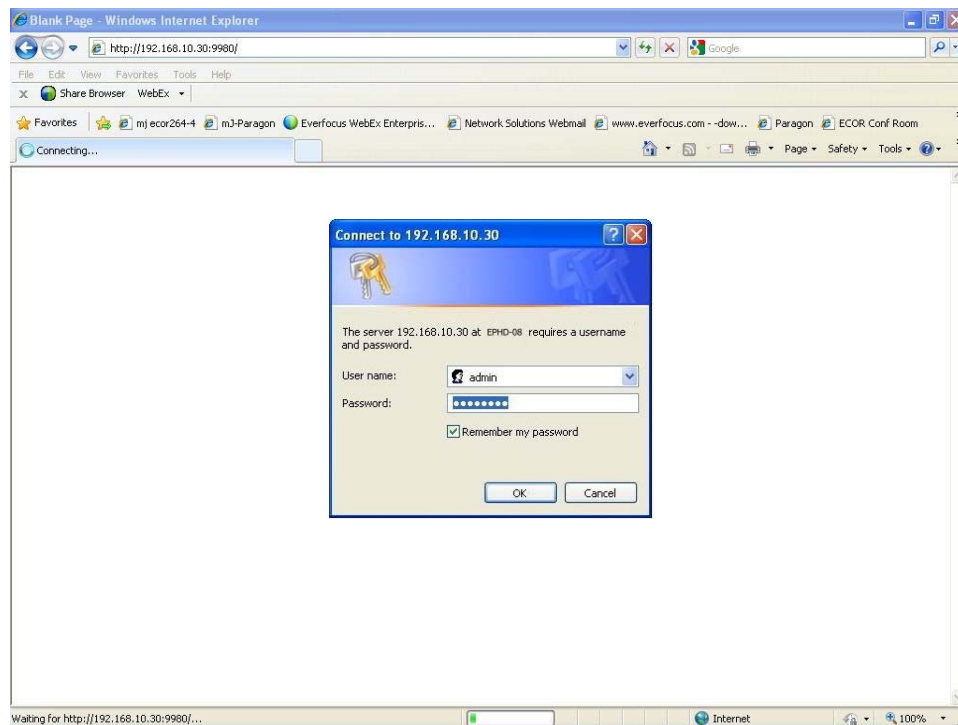 Blank Page - Windows Internet Explorer
http://192.168.10.30:9980/
Google
File Edit View Favorites Tools Help
x Share Browser WebEx
Favorites mj ecor264-4 mJ-Paragon Everfocus WebEx Enterpris... Network Solutions Webmail www.everfocus.com --dow... Paragon ECOR Conf Room
Connecting...
Page Safety Tools
Connect to 192.168.10.30
The server 192.168.10.30 at EPHD-08 requires a username
and password.
User name: admin
Password: ••••••••
Remember my password
OK Cancel
Waiting for http://192.168.10.30:9980/... Internet 100%